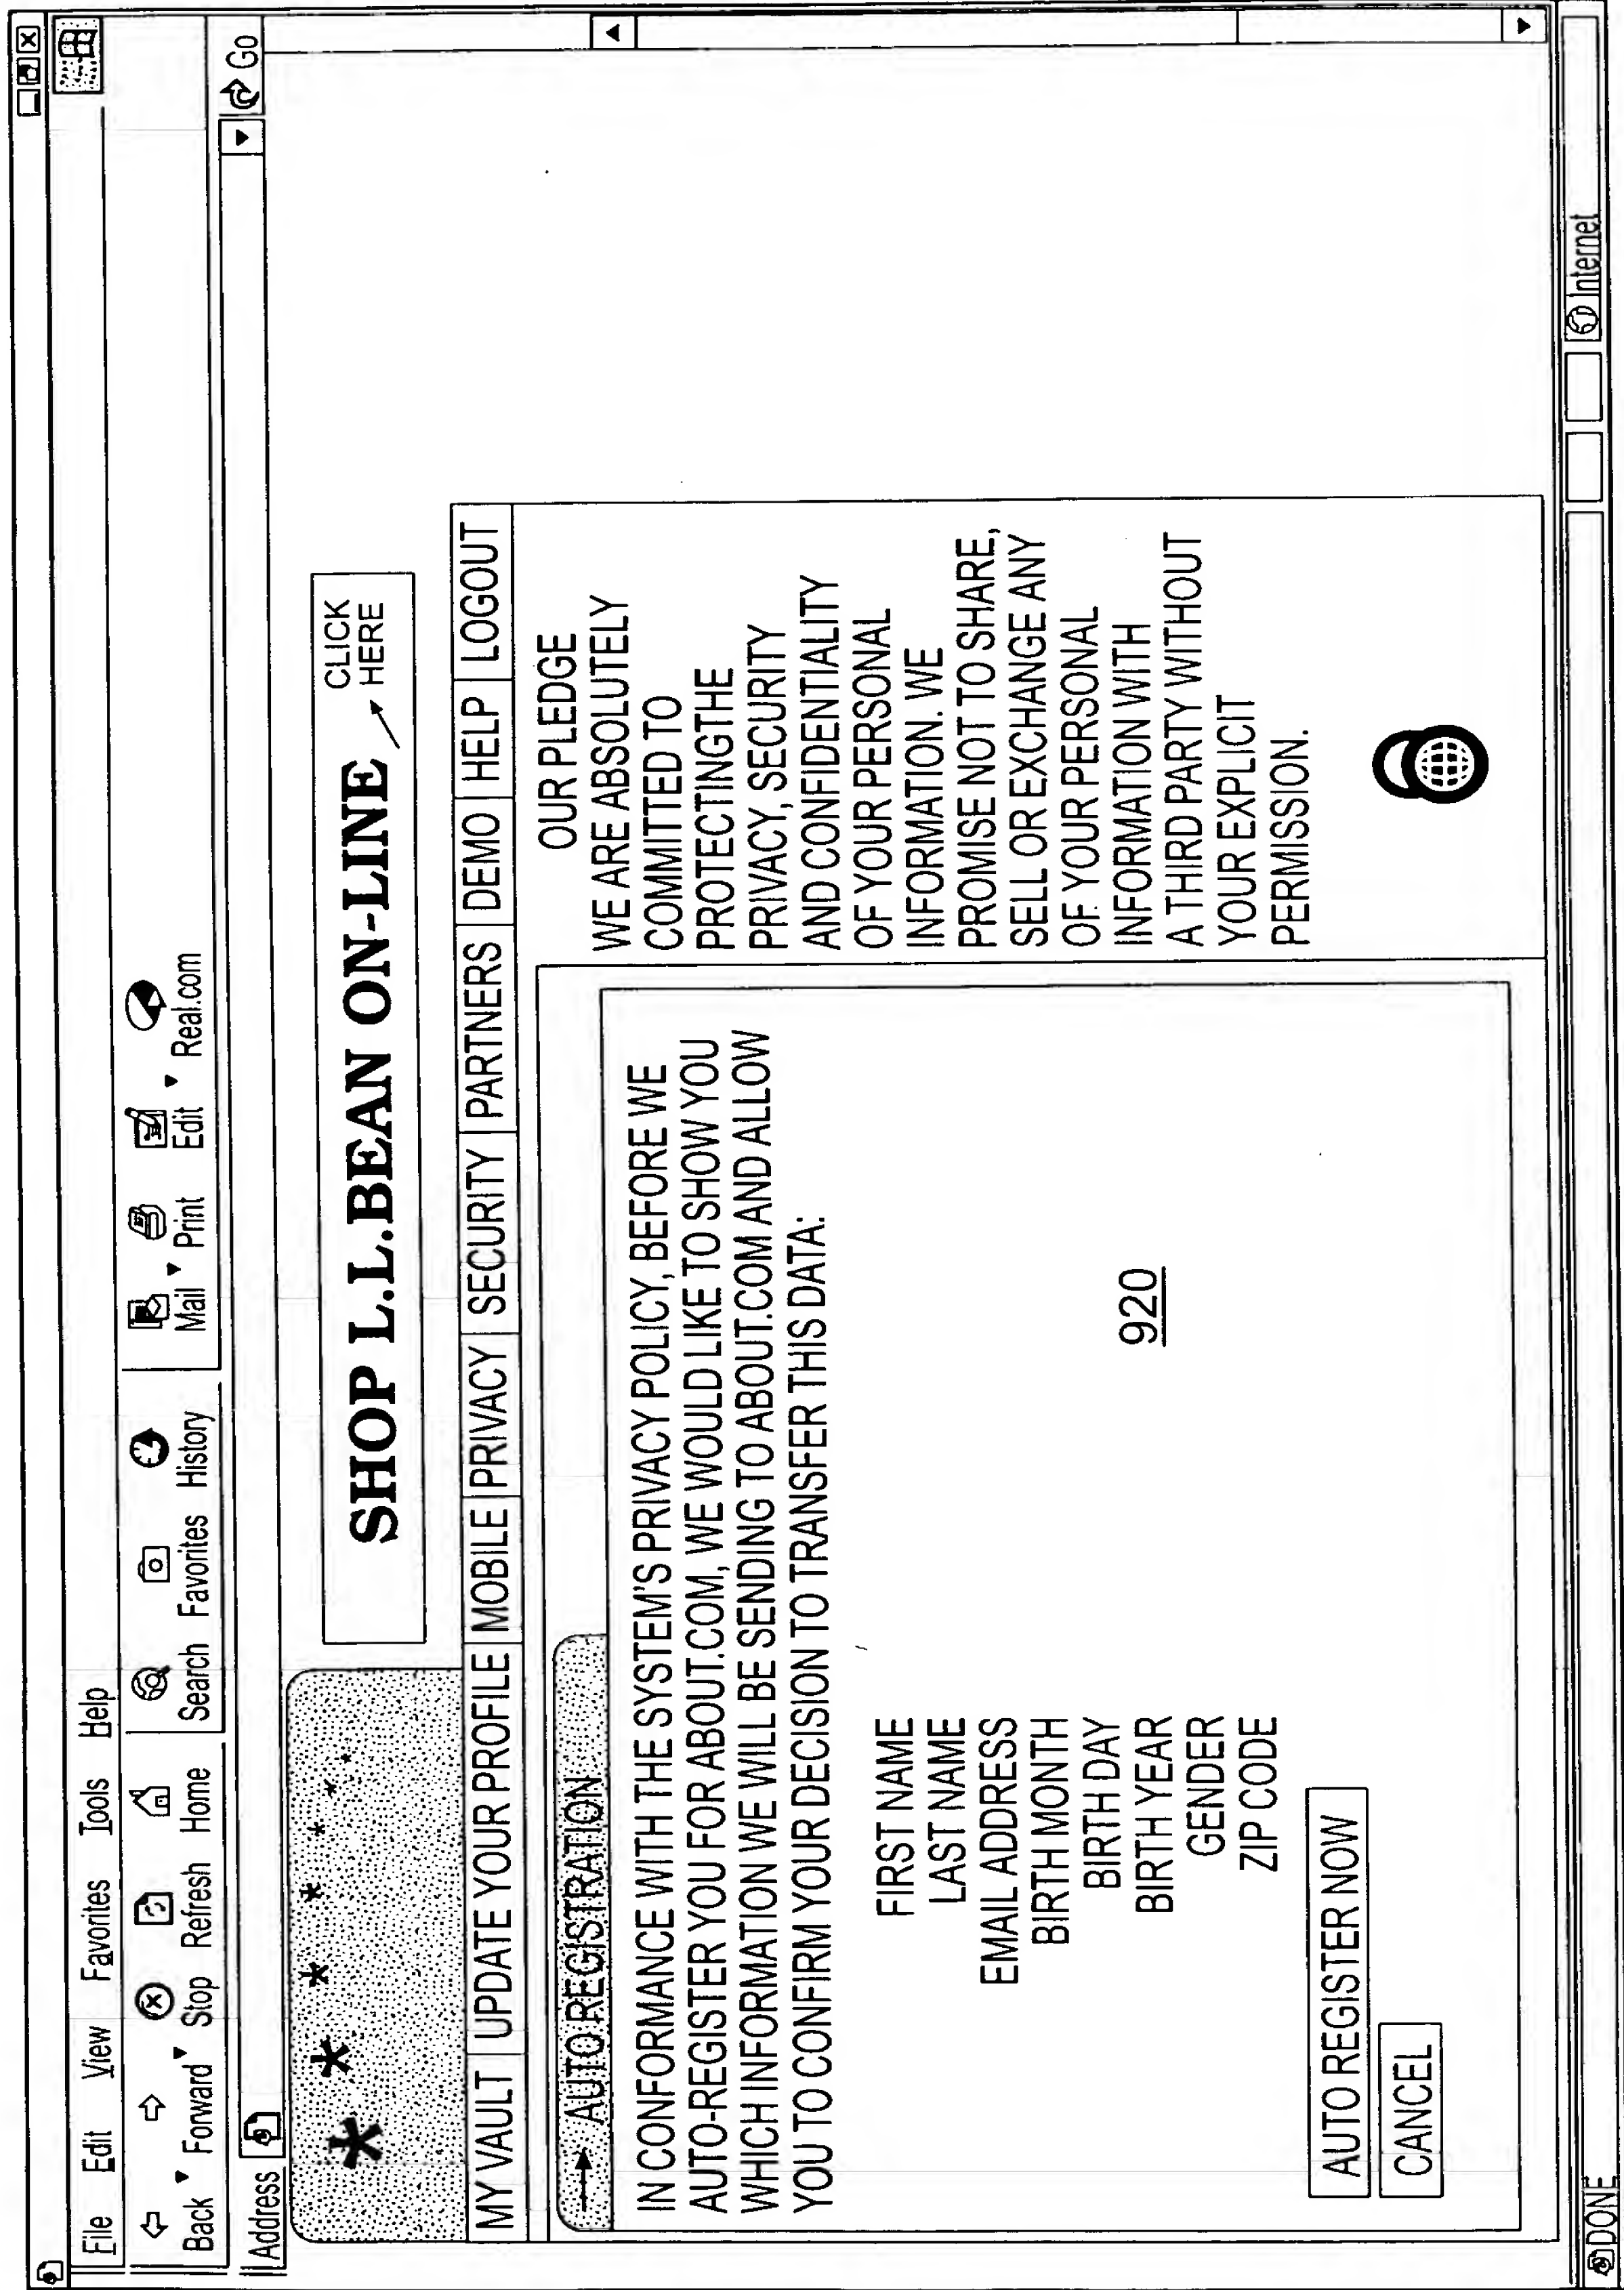 File Edit View Favorites Tools Help
Back Forward Stop Refresh Home Search Favorites History Mail Print Edit Real.com
Address Go
SHOP L.L.BEAN ON-LINE CLICK
HERE
MY VAULT UPDATE YOUR PROFILE MOBILE PRIVACY SECURITY PARTNERS DEMO HELP LOGOUT
AUTO REGISTRATION
IN CONFORMANCE WITH THE SYSTEM'S PRIVACY POLICY, BEFORE WE
AUTO-REGISTER YOU FOR ABOUT.COM, WE WOULD LIKE TO SHOW YOU
WHICH INFORMATION WE WILL BE SENDING TO ABOUT.COM AND ALLOW
YOU TO CONFIRM YOUR DECISION TO TRANSFER THIS DATA:
FIRST NAME
LAST NAME
EMAIL ADDRESS
BIRTH MONTH
BIRTH DAY
BIRTH YEAR
GENDER
ZIP CODE
920
AUTO REGISTER NOW
CANCEL
OUR PLEDGE
WE ARE ABSOLUTELY
COMMITTED TO
PROTECTINGTHE
PRIVACY, SECURITY
AND CONFIDENTIALITY
OF YOUR PERSONAL
INFORMATION. WE
PROMISE NOT TO SHARE,
SELL OR EXCHANGE ANY
OF YOUR PERSONAL
INFORMATION WITH
A THIRD PARTY WITHOUT
YOUR EXPLICIT
PERMISSION.
DONE Internet